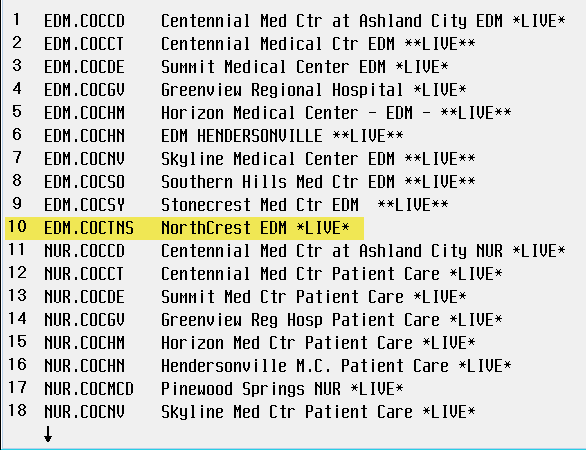 1 EDM.COCCD Centennial Med Ctr at Ashland City EDM *LIVE*
2 EDM.COCCT Centennial Medical Ctr EDM **LIVE**
3 EDM.COCDE Summit Medical Center EDM *LIVE*
4 EDM.COCGV Greenview Regional Hospital *LIVE*
5 EDM.COCHM Horizon Medical Center - EDM - **LIVE**
6 EDM.COCHN EDM HENDERSONVILLE **LIVE**
7 EDM.COCNV Skyline Medical Center EDM **LIVE**
8 EDM.COCSO Southern Hills Med Ctr EDM **LIVE**
9 EDM.COCSY Stonecrest Med Ctr EDM  **LIVE**
10 EDM.COCTNS NorthCrest EDM *LIVE*
11 NUR.COCCD Centennial Med Ctr at Ashland City NUR *LIVE*
12 NUR.COCCT Centennial Med Ctr Patient Care *LIVE*
13 NUR.COCDE Summit Med Ctr Patient Care *LIVE*
14 NUR.COCGV Greenview Reg Hosp Patient Care *LIVE*
15 NUR.COCHM Horizon Med Ctr Patient Care *LIVE*
16 NUR.COCHN Hendersonville M.C. Patient Care *LIVE*
17 NUR.COCMCD Pinewood Springs NUR *LIVE*
18 NUR.COCNV Skyline Med Ctr Patient Care *LIVE*